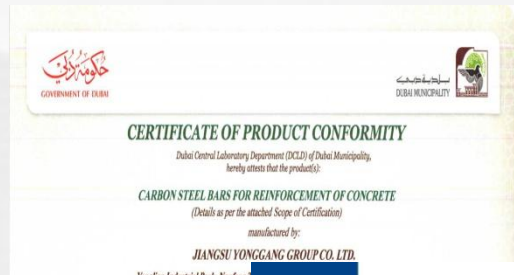 حكومة دبي
GOVERNMENT OF DUBAI
بلدية دبي
DUBAI MUNICIPALITY
CERTIFICATE OF PRODUCT CONFORMITY
Dubai Central Laboratory Department (DCLD) of Dubai Municipality,
hereby attests that the product(s):
CARBON STEEL BARS FOR REINFORCEMENT OF CONCRETE
(Details as per the attached Scope of Certification)
manufactured by:
JIANGSU YONGGANG GROUP CO. LTD.